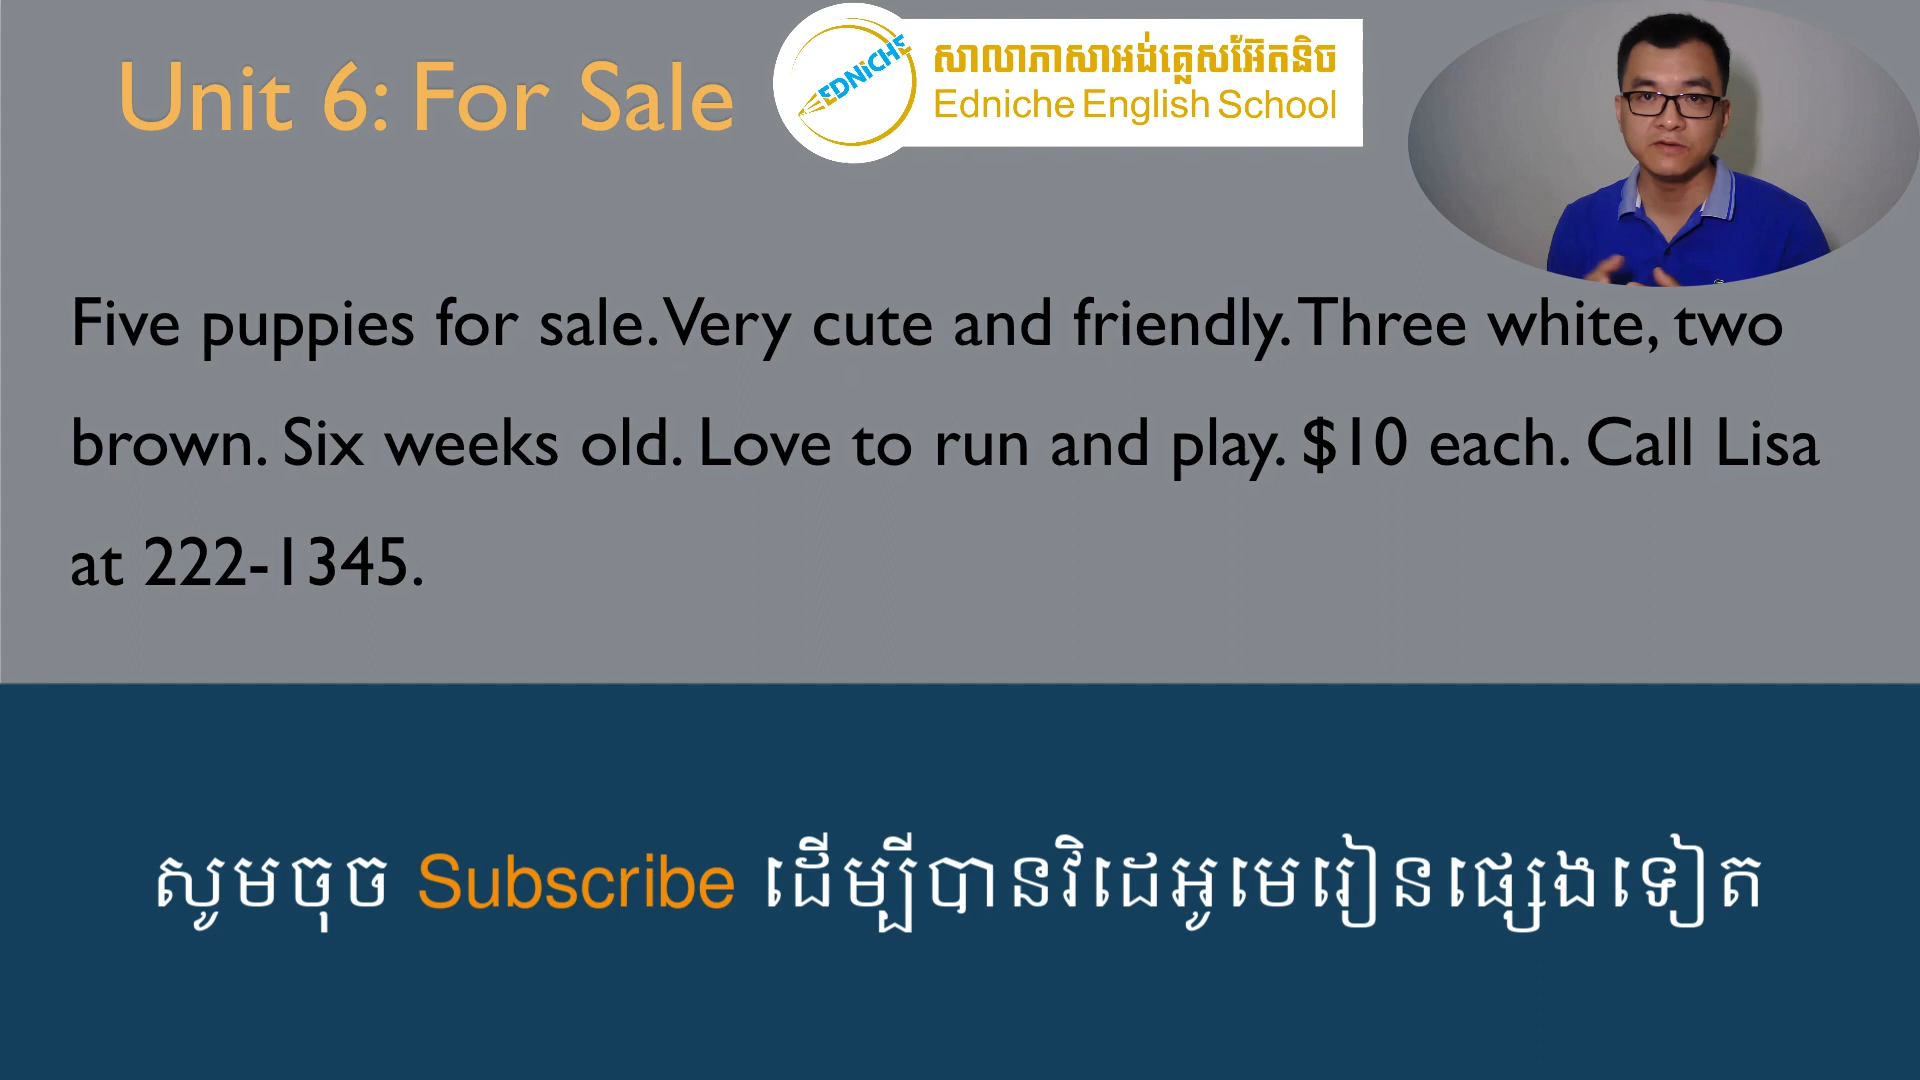 Unit 6: For Sale
EDNiCHE
សាលាភាសាអង់គ្លេសអ៊ែតនិច
Edniche English School
Five puppies for sale. Very cute and friendly. Three white, two
brown. Six weeks old. Love to run and play. $10 each. Call Lisa
at 222-1345.
សូមចុច Subscribe ដើម្បីបានវិដេអូមេរៀនផ្សេងទៀត